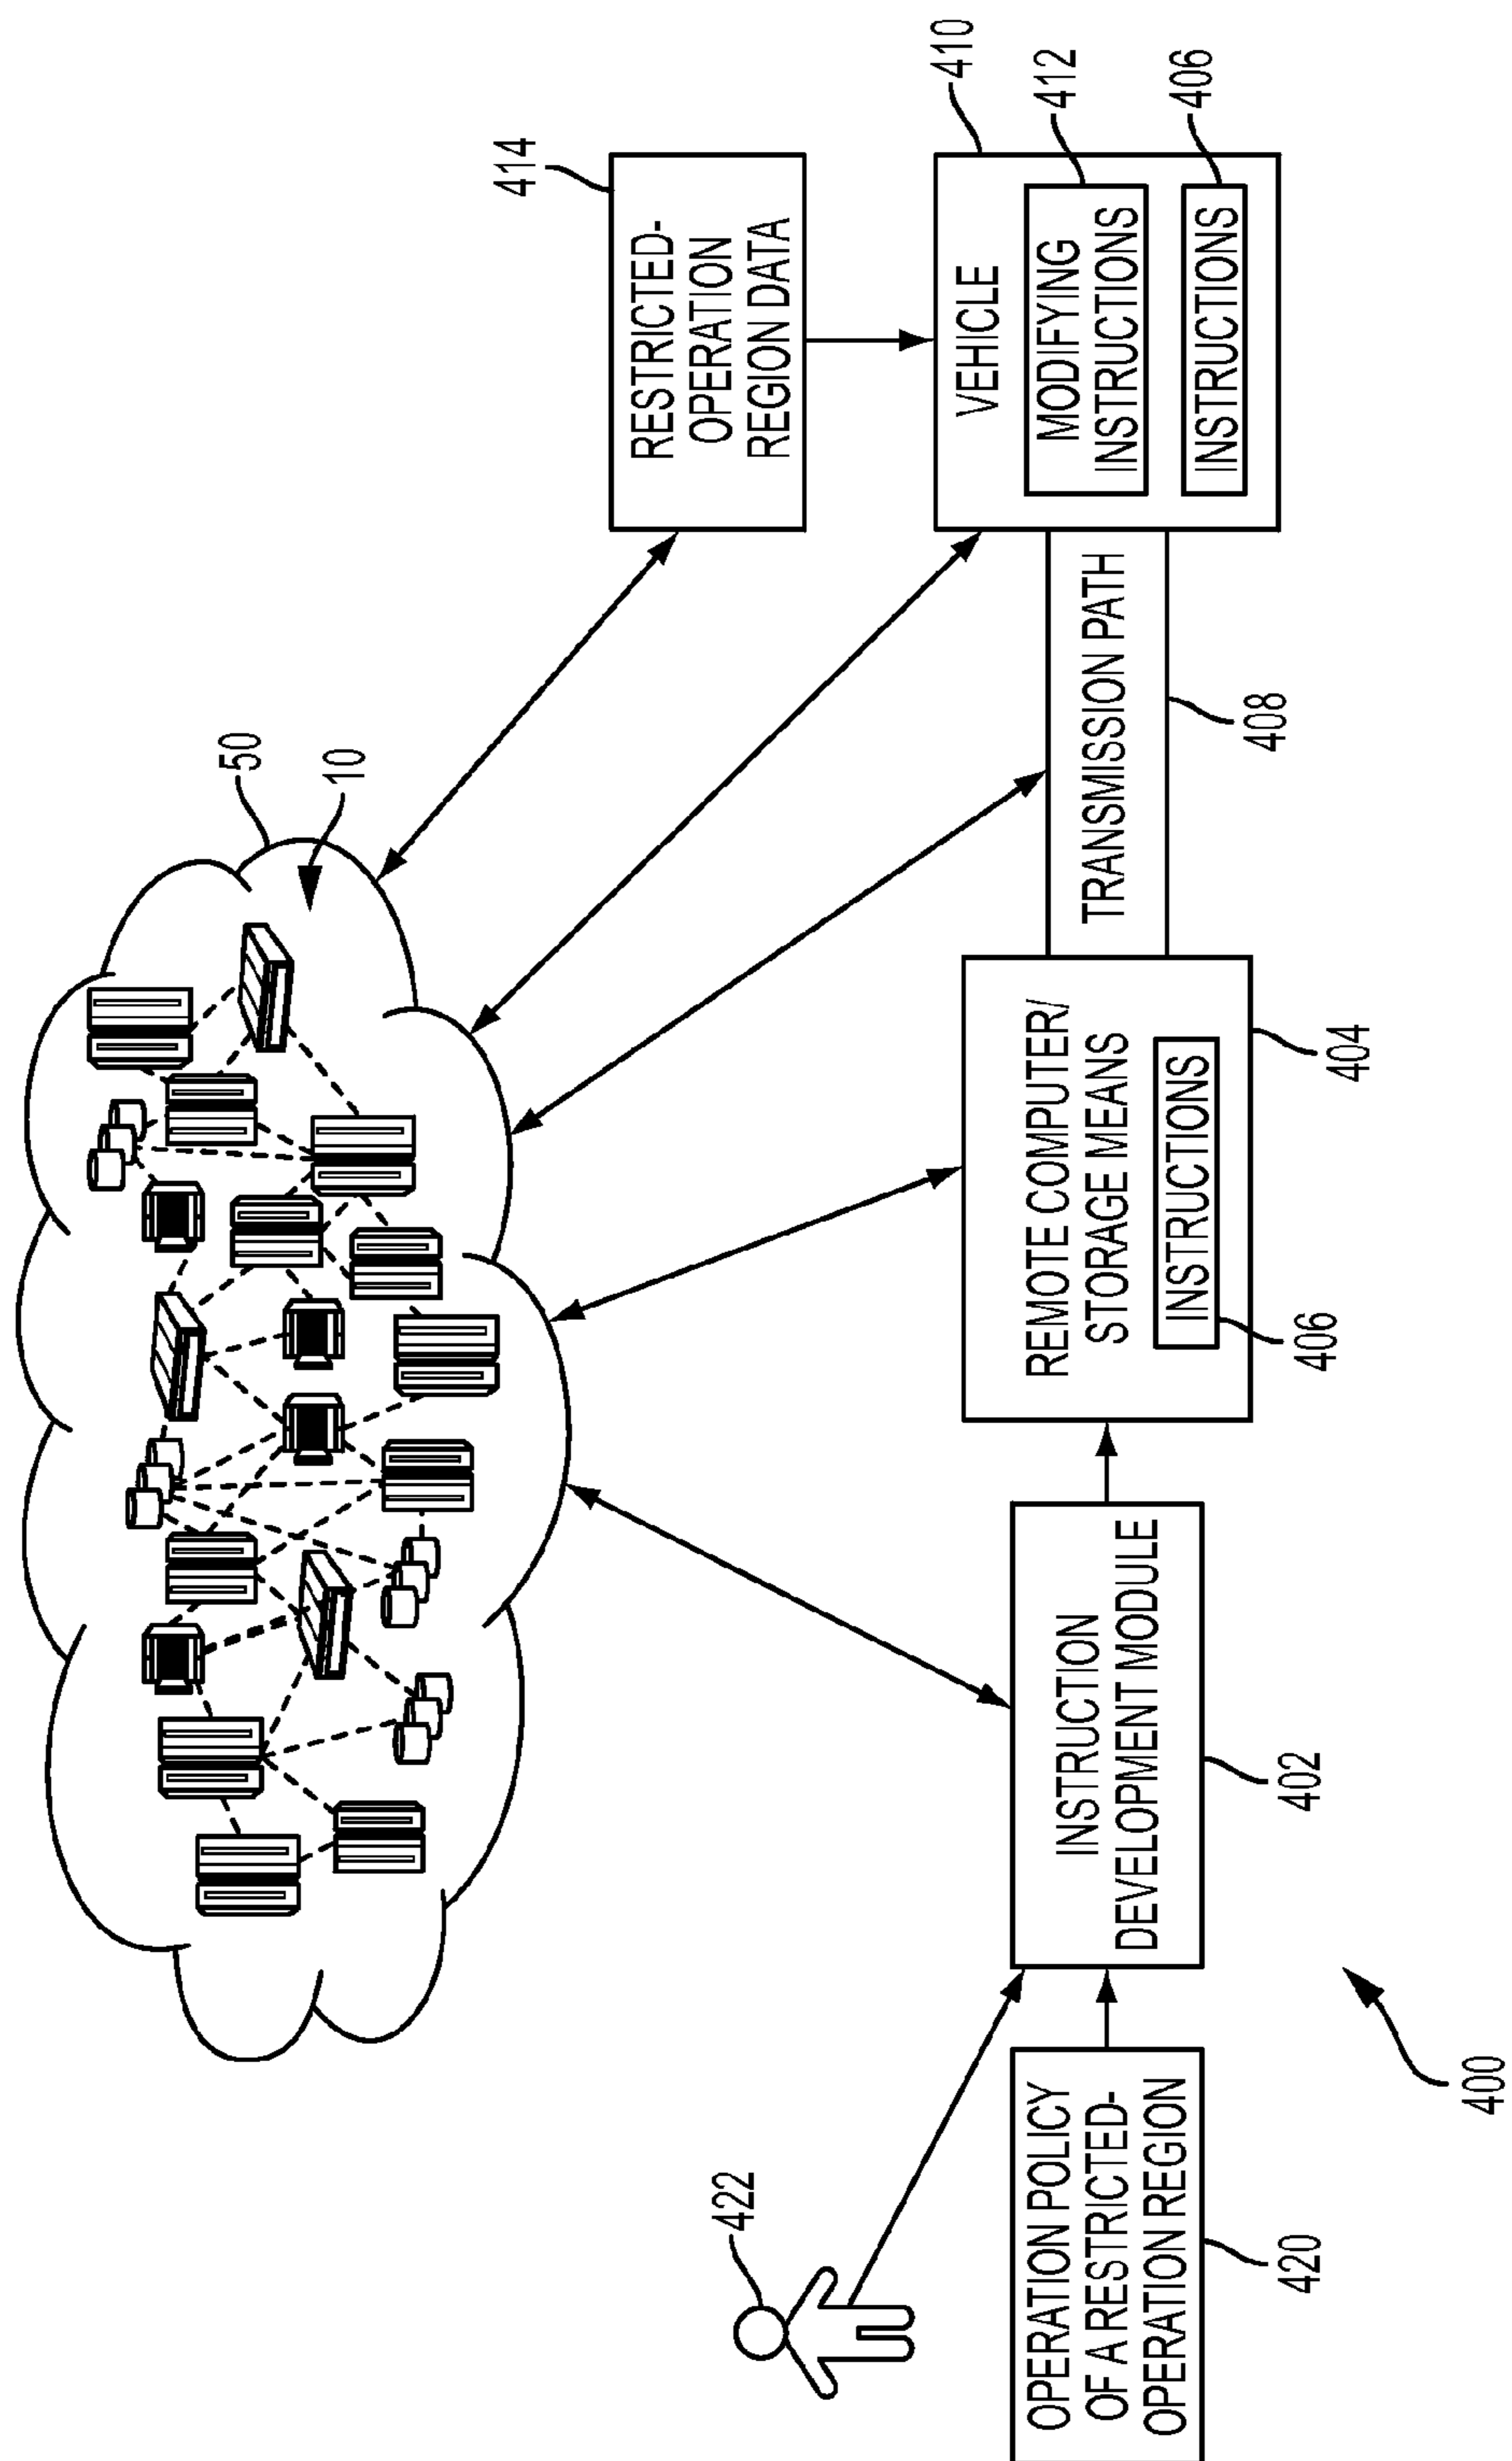 50
10
422
414
RESTRICTED-
OPERATION
REGION DATA
OPERATION POLICY
OF A RESTRICTED-
OPERATION REGION
420
INSTRUCTION
DEVELOPMENT MODULE
402
REMOTE COMPUTER/
STORAGE MEANS
INSTRUCTIONS
406
404
TRANSMISSION PATH
408
VEHICLE
MODIFYING
INSTRUCTIONS
INSTRUCTIONS
410
412
406
400